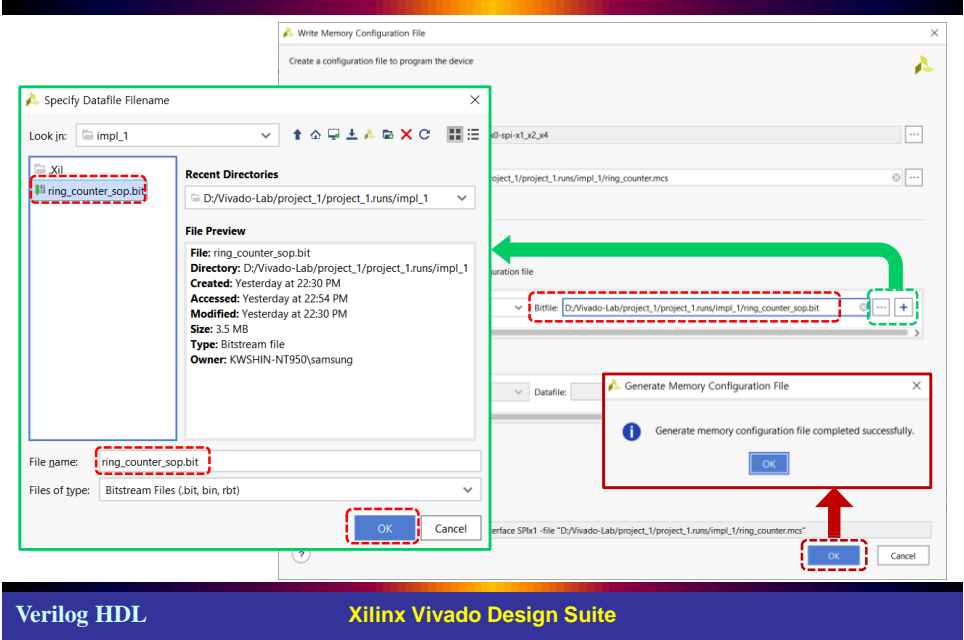 Write Memory Configuration File
Create a configuration file to program the device
Specify Datafile Filename
Look in: impl_1
.Xil
ring_counter_sop.bit
Recent Directories
D:/Vivado-Lab/project_1/project_1.runs/impl_1
File Preview
File: ring_counter_sop.bit
Directory: D:/Vivado-Lab/project_1/project_1.runs/impl_1
Created: Yesterday at 22:30 PM
Accessed: Yesterday at 22:54 PM
Modified: Yesterday at 22:30 PM
Size: 3.5 MB
Type: Bitstream file
Owner: KWSHIN-NT950\samsung
File name: ring_counter_sop.bit
Files of type: Bitstream Files (.bit, bin, rbt)
OK Cancel
-spi-x1_x2_x4
oject_1/project_1.runs/impl_1/ring_counter.mcs
uration file
Bitfile: D:/Vivado-Lab/project_1/project_1.runs/impl_1/ring_counter_sop.bit
Datafile:
Generate Memory Configuration File
Generate memory configuration file completed successfully.
OK
erface SPIx1 -file "D:/Vivado-Lab/project_1/project_1.runs/impl_1/ring_counter.mcs"
? OK Cancel
Verilog HDL Xilinx Vivado Design Suite